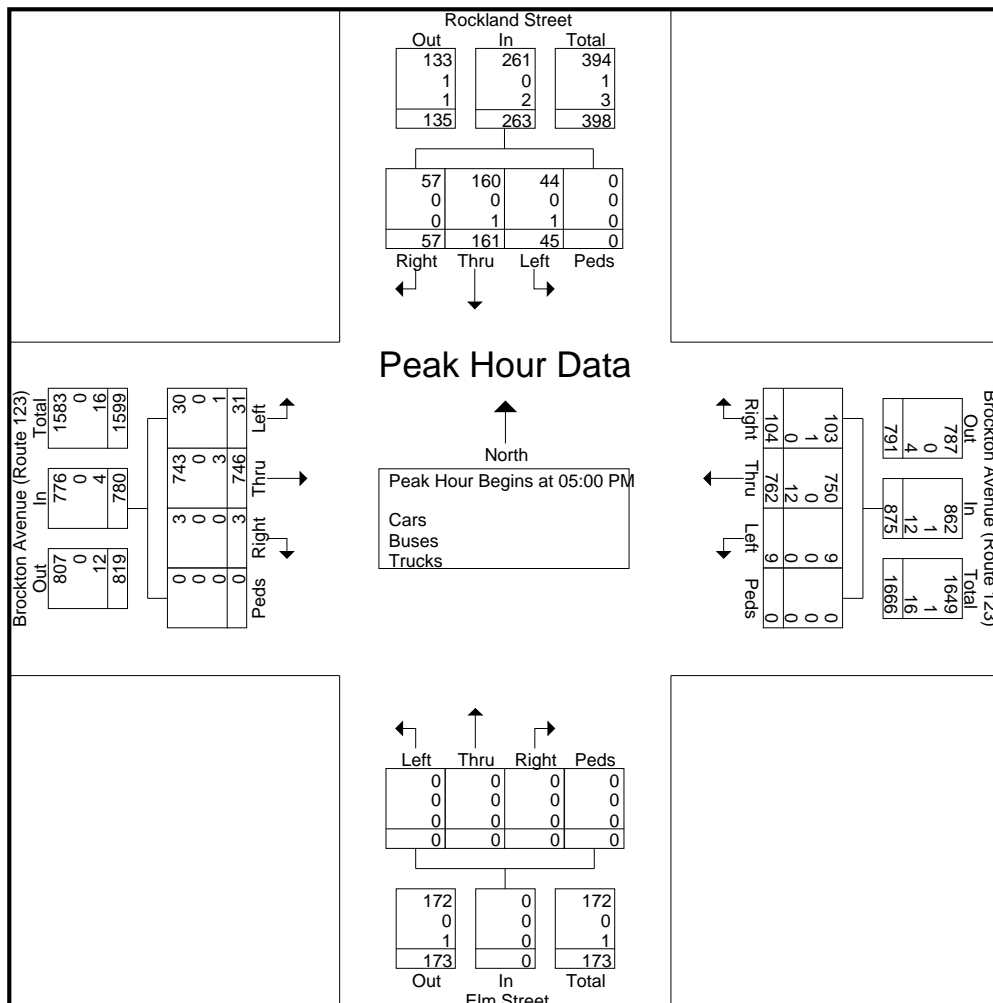 Rockland Street
Out In Total
133 261 394
1 0 1
1 2 3
135 263 398
57 160 44 0
0 0 0 0
0 1 1 0
57 161 45 0
Right Thru Left Peds
Peak Hour Data
North
Peak Hour Begins at 05:00 PM
Cars
Buses
Trucks
Brockton Avenue (Route 123)
Total In Out
1583 776 807
0 0 0
16 4 12
1599 780 819
30 743 3 0
0 0 0 0
1 3 0 0
31 746 3 0
Left Thru Right Peds
Brockton Avenue (Route 123)
Out In Total
787 862 1649
0 1 1
4 12 16
791 875 1666
103 750 9 0
1 0 0 0
0 12 0 0
104 762 9 0
Right Thru Left Peds
Left Thru Right Peds
0 0 0 0
0 0 0 0
0 0 0 0
0 0 0 0
172 0 172
0 0 0
1 0 1
173 0 173
Out In Total
Elm Street